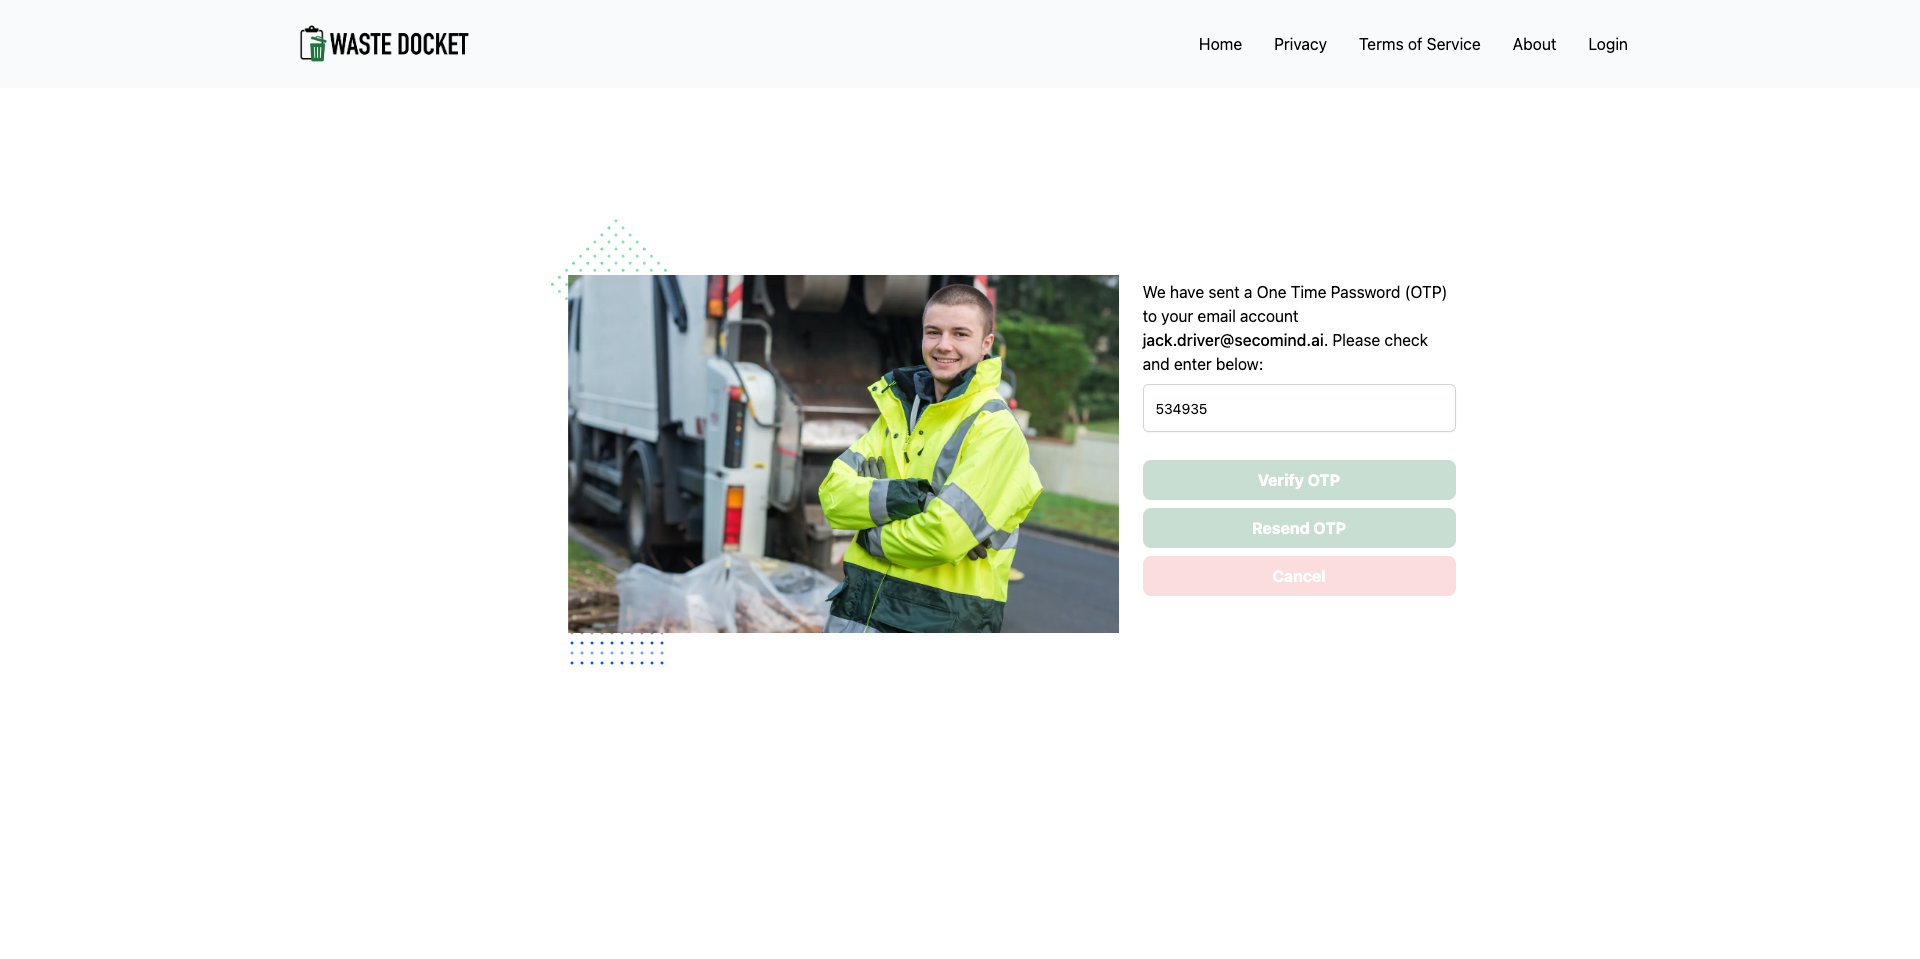 WASTE DOCKET
Home
Privacy
Terms of Service
About
Login
We have sent a One Time Password (OTP)
to your email account
jack.driver@secomind.ai. Please check
and enter below:
534935
Verify OTP
Resend OTP
Cancel